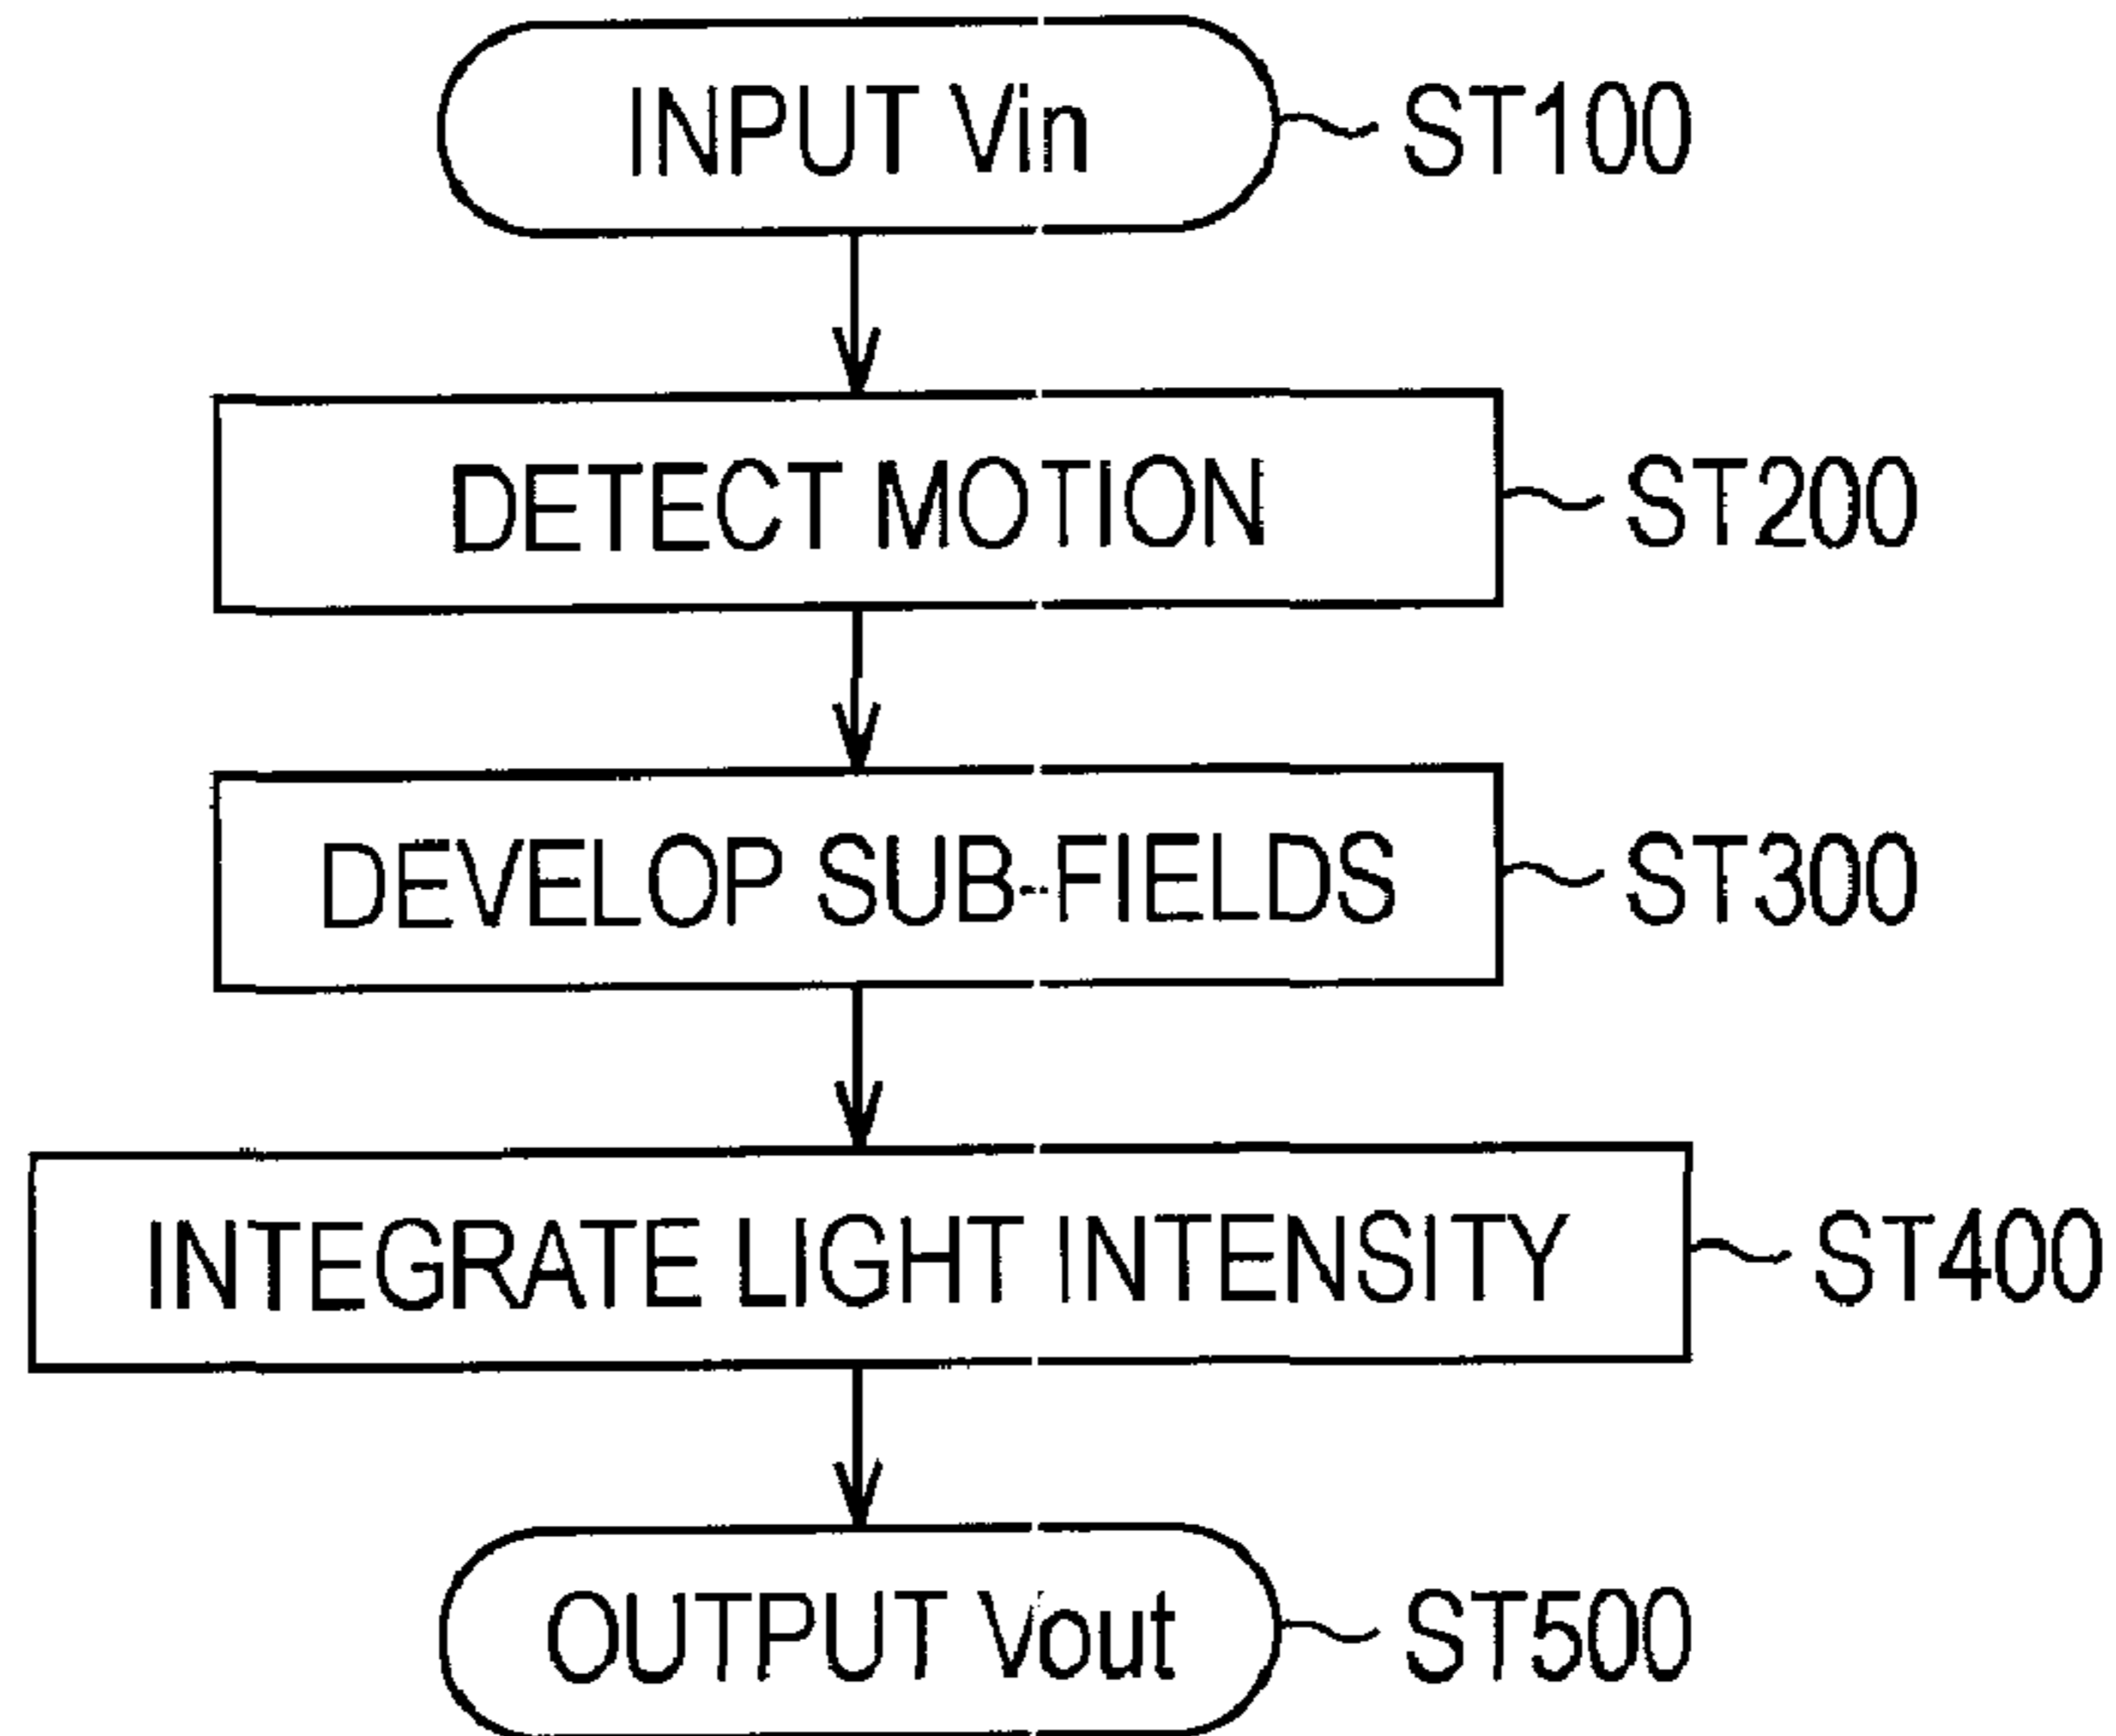 INPUT Vin ST100
DETECT MOTION ST200
DEVELOP SUB-FIELDS ST300
INTEGRATE LIGHT INTENSITY ST400
OUTPUT Vout ST500